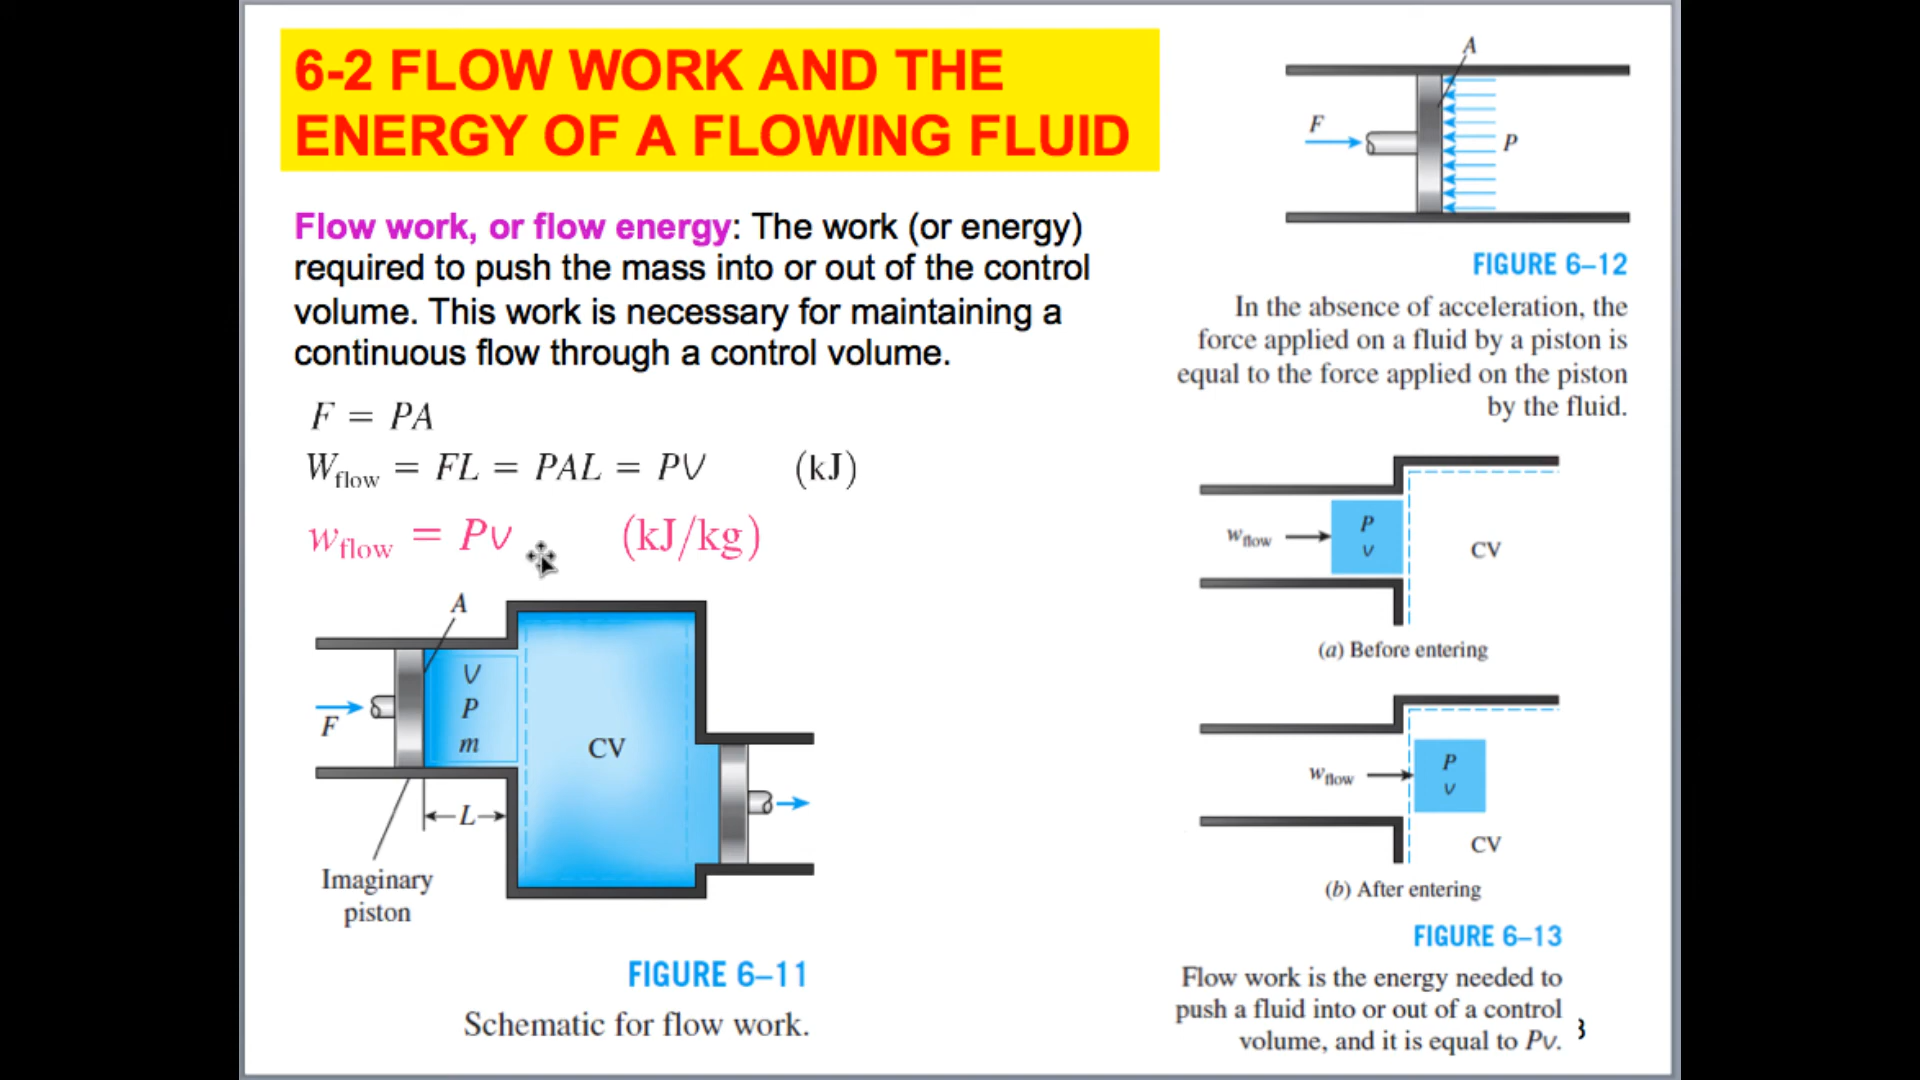 6-2 FLOW WORK AND THE
ENERGY OF A FLOWING FLUID
Flow work, or flow energy: The work (or energy)
required to push the mass into or out of the control
volume. This work is necessary for maintaining a
continuous flow through a control volume.
F = PA
W_flow = FL = PAL = PV (kJ)
w_flow = Pv (kJ/kg)
A
V
P
m
F
CV
L
Imaginary
piston
FIGURE 6–11
Schematic for flow work.
A
F
P
FIGURE 6–12
In the absence of acceleration, the
force applied on a fluid by a piston is
equal to the force applied on the piston
by the fluid.
w_flow
P
v
CV
(a) Before entering
w_flow
P
v
CV
(b) After entering
FIGURE 6–13
Flow work is the energy needed to
push a fluid into or out of a control
volume, and it is equal to Pv.